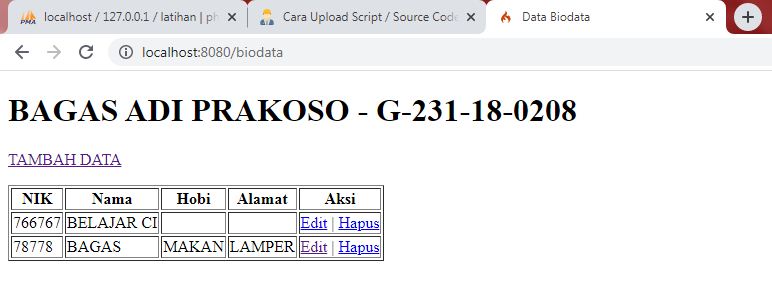 localhost / 127.0.0.1 / latihan | ph
Cara Upload Script / Source Code
Data Biodata
localhost:8080/biodata
BAGAS ADI PRAKOSO - G-231-18-0208
TAMBAH DATA
NIK Nama Hobi Alamat Aksi
766767 BELAJAR CI Edit | Hapus
78778 BAGAS MAKAN LAMPER Edit | Hapus